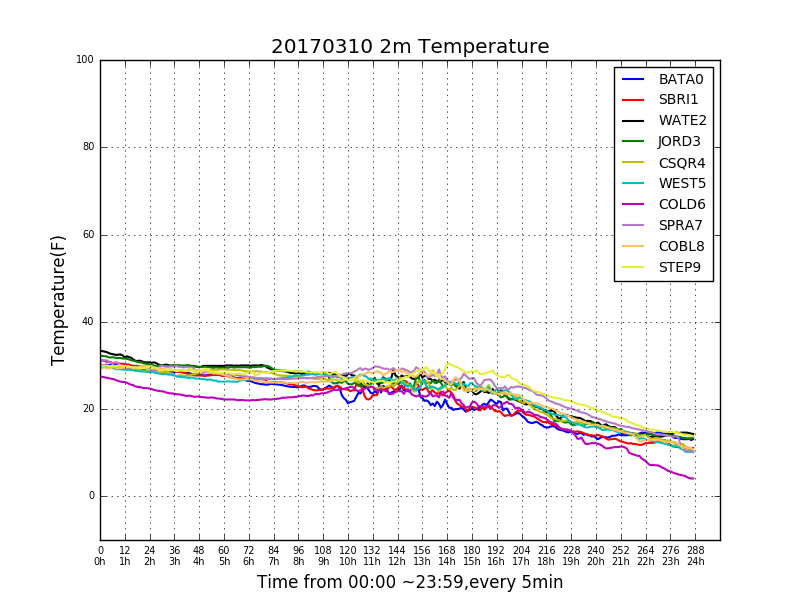 20170310 2m Temperature
100
80
60
40
20
0
Temperature(F)
BATA0
SBRI1
WATE2
JORD3
CSQR4
WEST5
COLD6
SPRA7
COBL8
STEP9
0 12 24 36 48 60 72 84 96 108 120 132 144 156 168 180 192 204 216 228 240 252 264 276 288
0h 1h 2h 3h 4h 5h 6h 7h 8h 9h 10h 11h 12h 13h 14h 15h 16h 17h 18h 19h 20h 21h 22h 23h 24h
Time from 00:00 ~23:59,every 5min